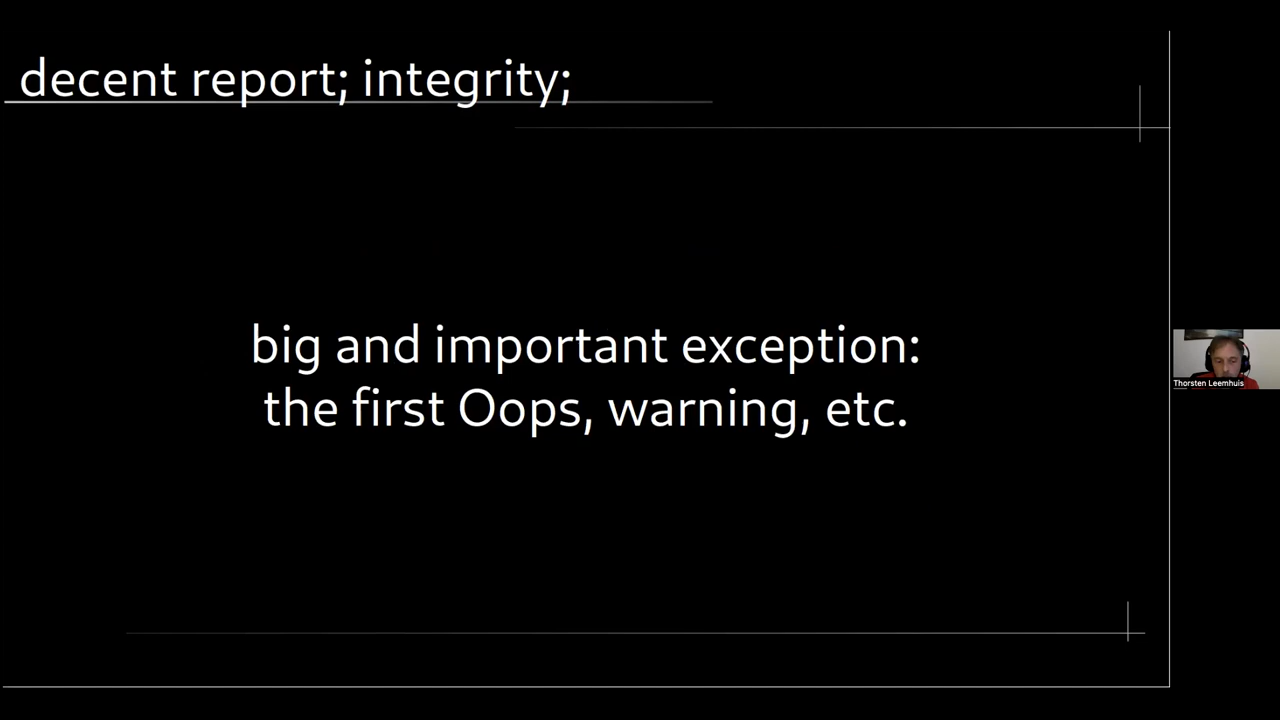 decent report; integrity;
big and important exception:
the first Oops, warning, etc.
Thorsten Leemhuis